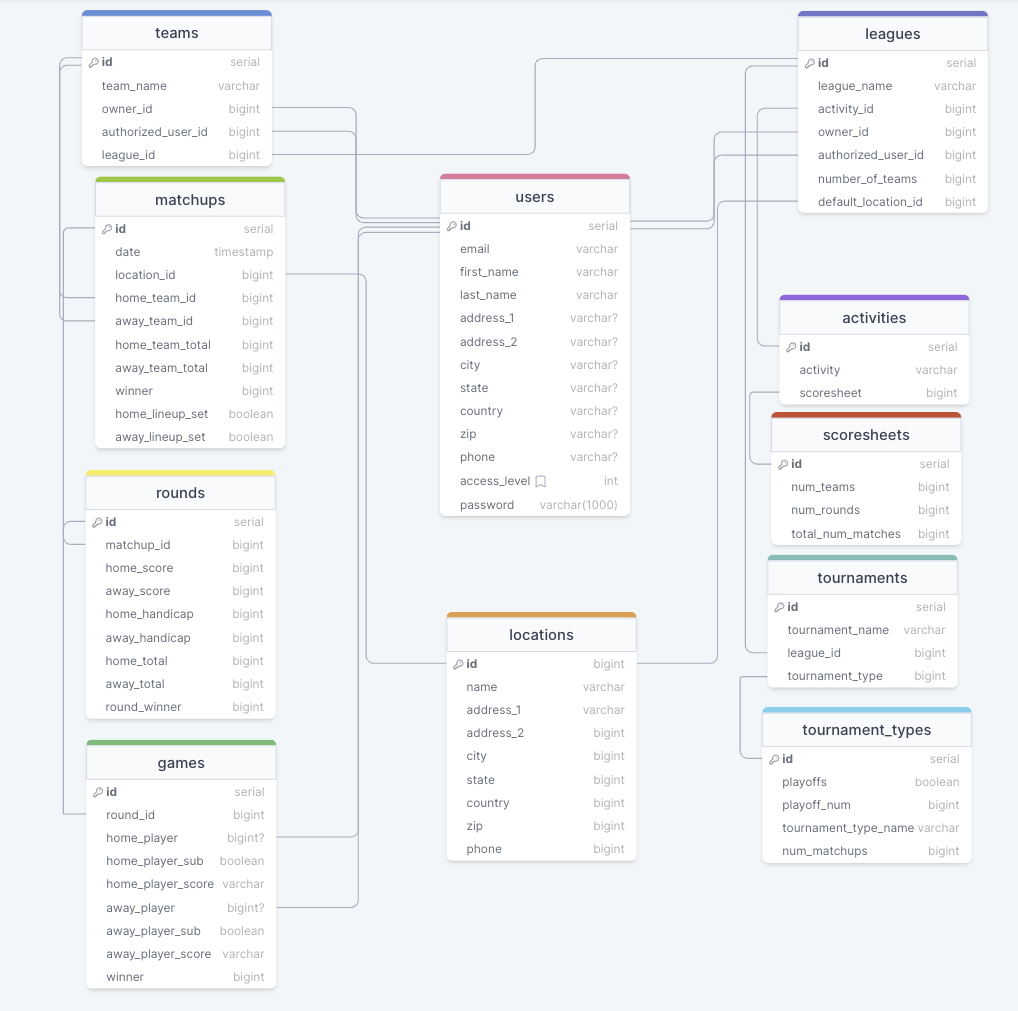 teams
id serial
team_name varchar
owner_id bigint
authorized_user_id bigint
league_id bigint
matchups
id serial
date timestamp
location_id bigint
home_team_id bigint
away_team_id bigint
home_team_total bigint
away_team_total bigint
winner bigint
home_lineup_set boolean
away_lineup_set boolean
rounds
id serial
matchup_id bigint
home_score bigint
away_score bigint
home_handicap bigint
away_handicap bigint
home_total bigint
away_total bigint
round_winner bigint
games
id serial
round_id bigint
home_player bigint?
home_player_sub boolean
home_player_score varchar
away_player bigint?
away_player_sub boolean
away_player_score varchar
winner bigint
users
id serial
email varchar
first_name varchar
last_name varchar
address_1 varchar?
address_2 varchar?
city varchar?
state varchar?
country varchar?
zip varchar?
phone varchar?
access_level int
password varchar(1000)
locations
id bigint
name varchar
address_1 varchar
address_2 bigint
city bigint
state bigint
country bigint
zip bigint
phone bigint
leagues
id serial
league_name varchar
activity_id bigint
owner_id bigint
authorized_user_id bigint
number_of_teams bigint
default_location_id bigint
activities
id serial
activity varchar
scoresheet bigint
scoresheets
id serial
num_teams bigint
num_rounds bigint
total_num_matches bigint
tournaments
id serial
tournament_name varchar
league_id bigint
tournament_type bigint
tournament_types
id serial
playoffs boolean
playoff_num bigint
tournament_type_name varchar
num_matchups bigint